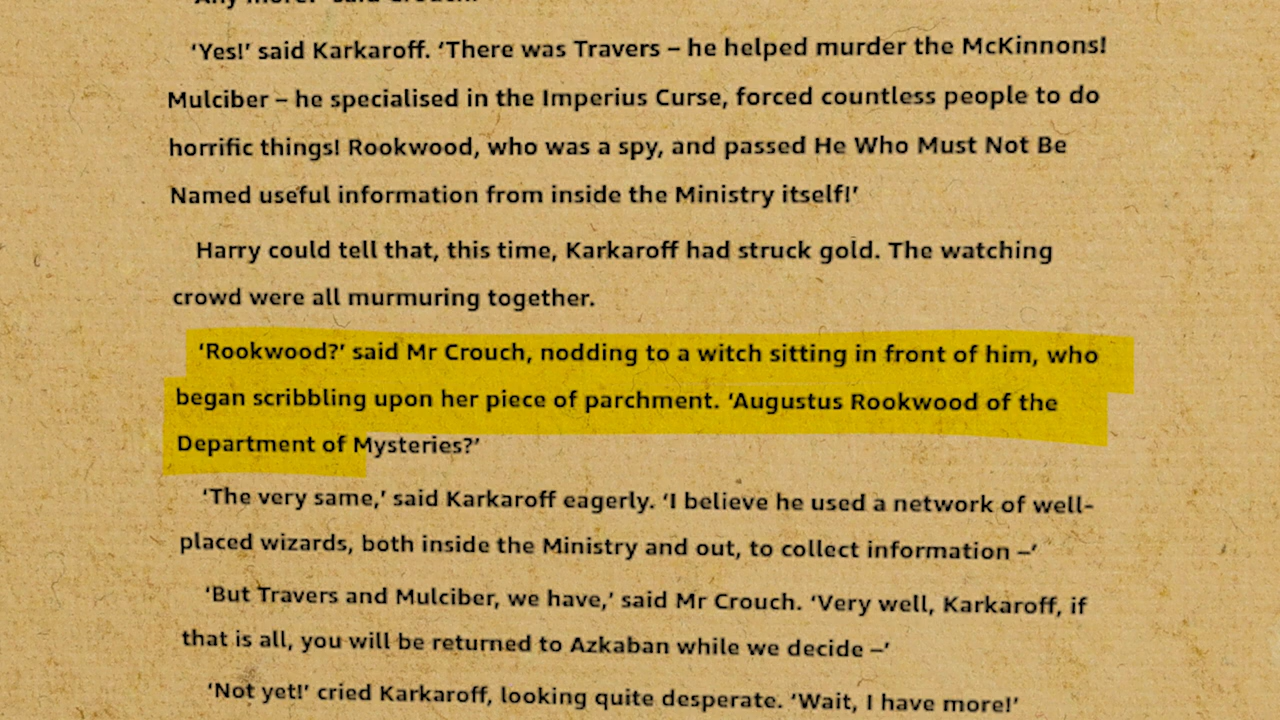 'Any more?' said Crouch.
'Yes!' said Karkaroff. 'There was Travers – he helped murder the McKinnons!
Mulciber – he specialised in the Imperius Curse, forced countless people to do
horrific things! Rookwood, who was a spy, and passed He Who Must Not Be
Named useful information from inside the Ministry itself!'
Harry could tell that, this time, Karkaroff had struck gold. The watching
crowd were all murmuring together.
'Rookwood?' said Mr Crouch, nodding to a witch sitting in front of him, who
began scribbling upon her piece of parchment. 'Augustus Rookwood of the
Department of Mysteries?'
'The very same,' said Karkaroff eagerly. 'I believe he used a network of well-
placed wizards, both inside the Ministry and out, to collect information –'
'But Travers and Mulciber, we have,' said Mr Crouch. 'Very well, Karkaroff, if
that is all, you will be returned to Azkaban while we decide –'
'Not yet!' cried Karkaroff, looking quite desperate. 'Wait, I have more!'